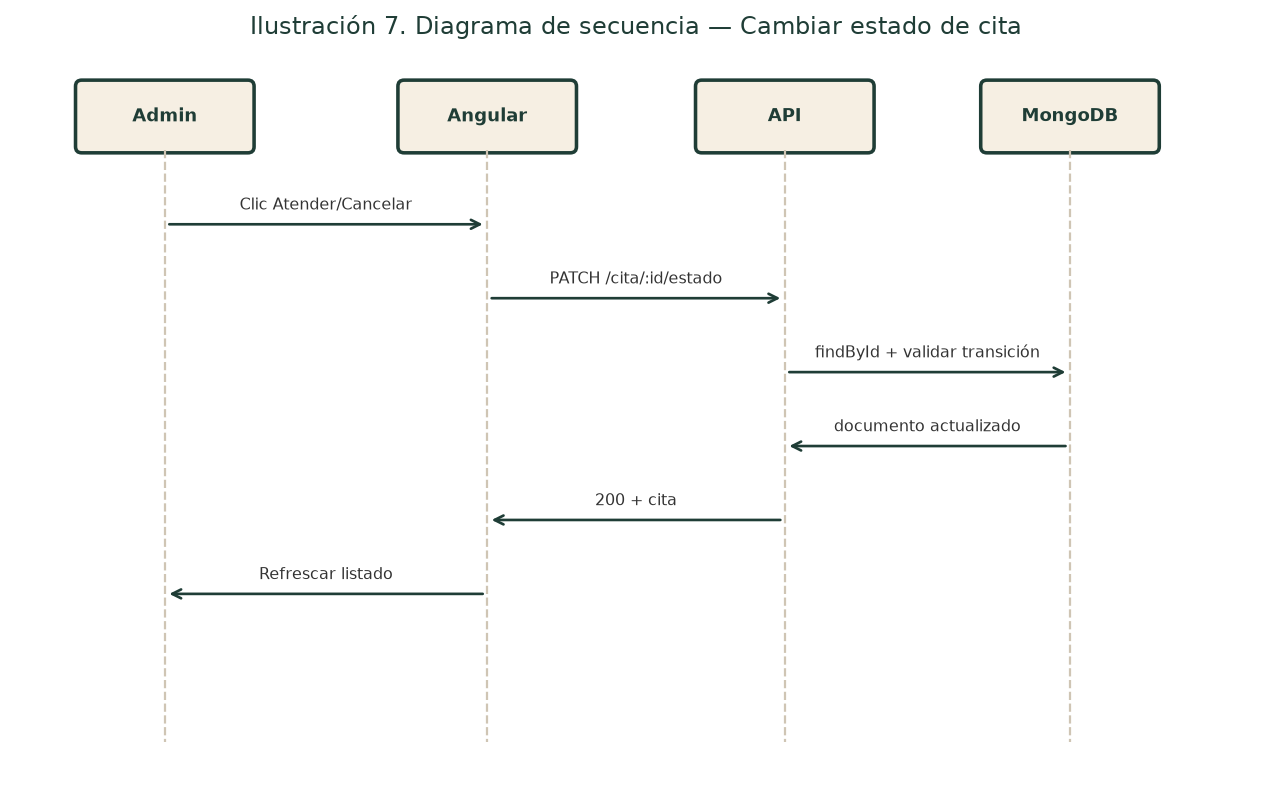 Ilustración 7. Diagrama de secuencia — Cambiar estado de cita
Admin
Angular
API
MongoDB
Clic Atender/Cancelar
PATCH /cita/:id/estado
findById + validar transición
documento actualizado
200 + cita
Refrescar listado